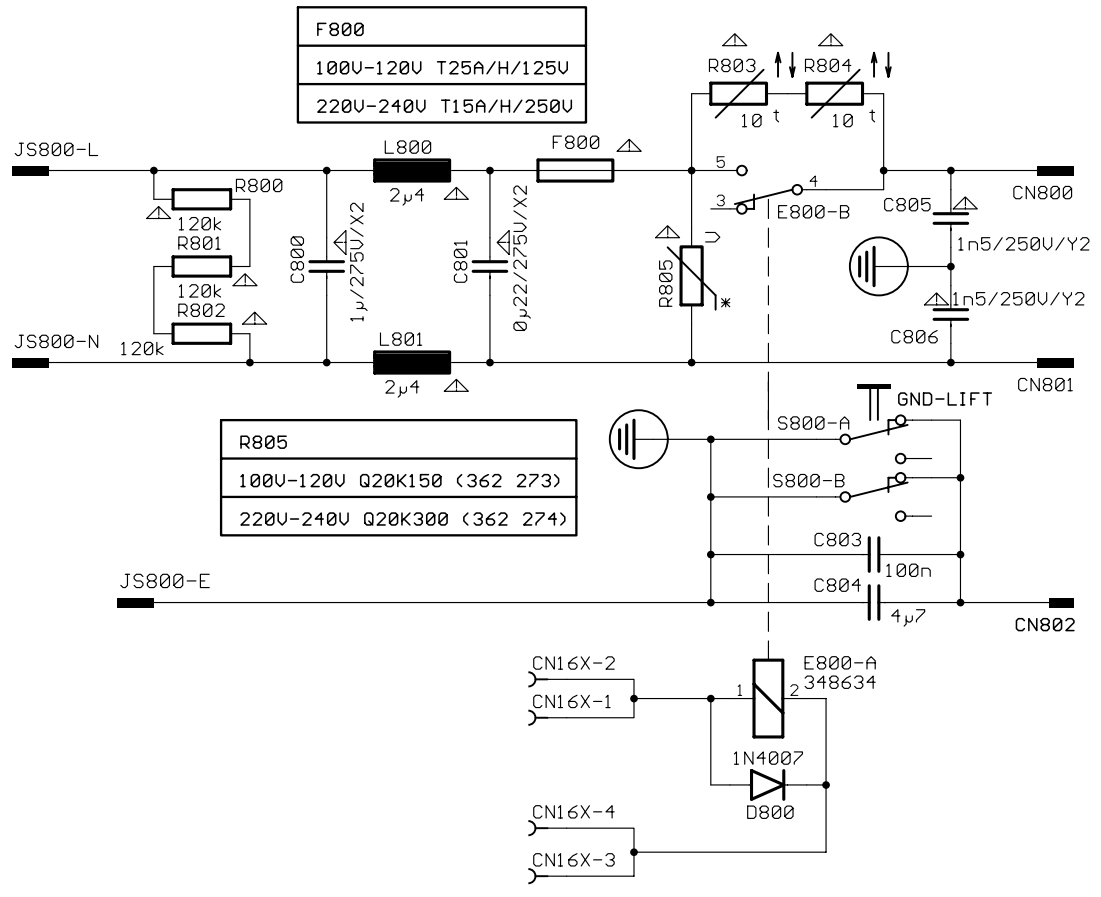 F800
100V-120V T25A/H/125V
220V-240V T15A/H/250V
R803
R804
10 t
10 t
JS800-L
L800
2µ4
F800
5
4
3
E800-B
CN800
R800
120k
R801
120k
R802
120k
C800
1µ/275V/X2
C801
0µ22/275V/X2
R805
U
*
C805
1n5/250V/Y2
1n5/250V/Y2
C806
JS800-N
L801
2µ4
CN801
R805
100V-120V Q20K150 (362 273)
220V-240V Q20K300 (362 274)
GND-LIFT
S800-A
S800-B
C803
100n
C804
4µ7
JS800-E
CN802
CN16X-2
CN16X-1
E800-A
348634
1
2
1N4007
D800
CN16X-4
CN16X-3